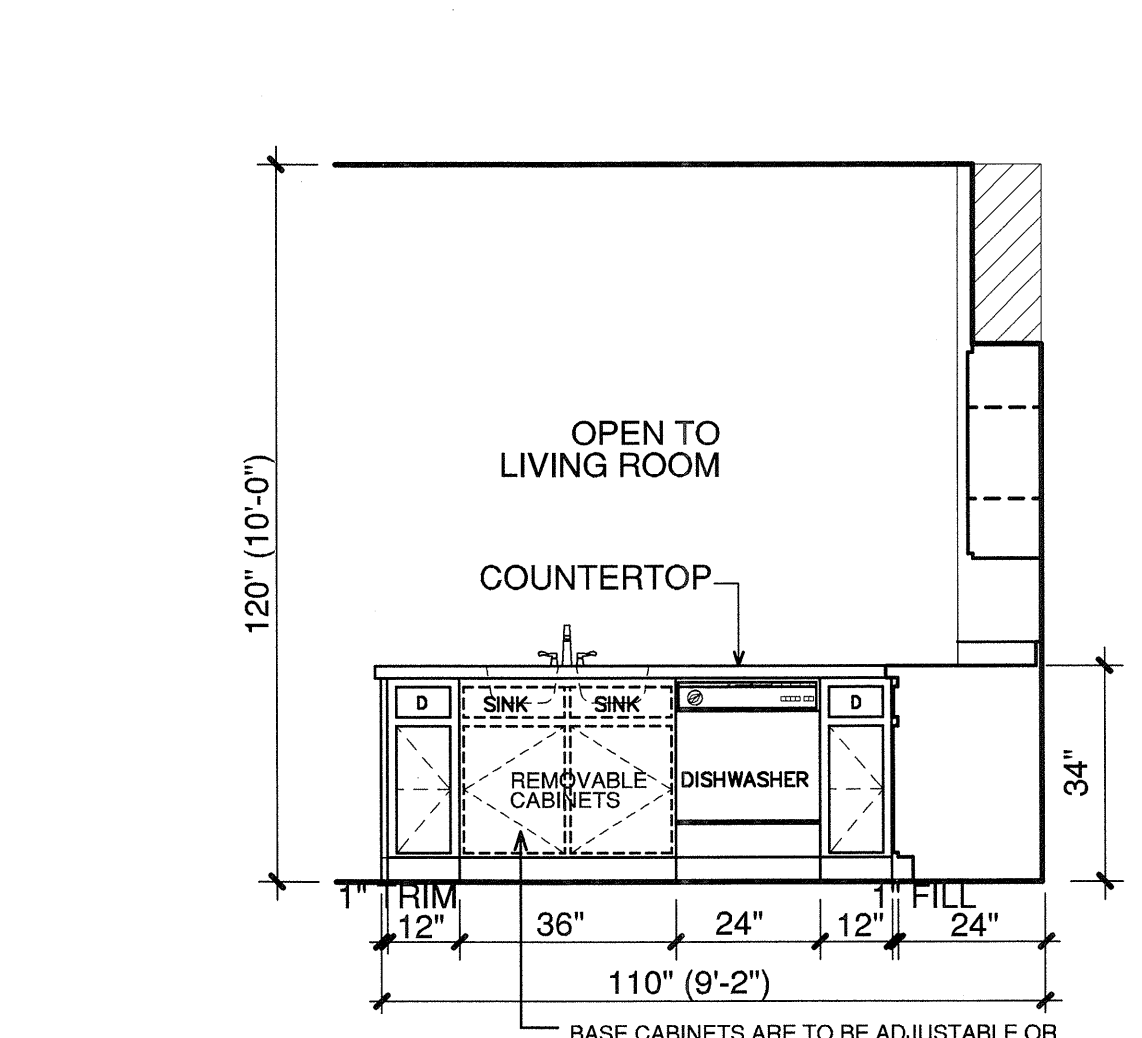 OPEN TO
LIVING ROOM
120" (10'-0")
COUNTERTOP
D
SINK
SINK
D
REMOVABLE
CABINETS
DISHWASHER
34"
1" TRIM
1" FILL
12"
36"
24"
12"
24"
110" (9'-2")
BASE CABINETS ARE TO BE ADJUSTABLE OR